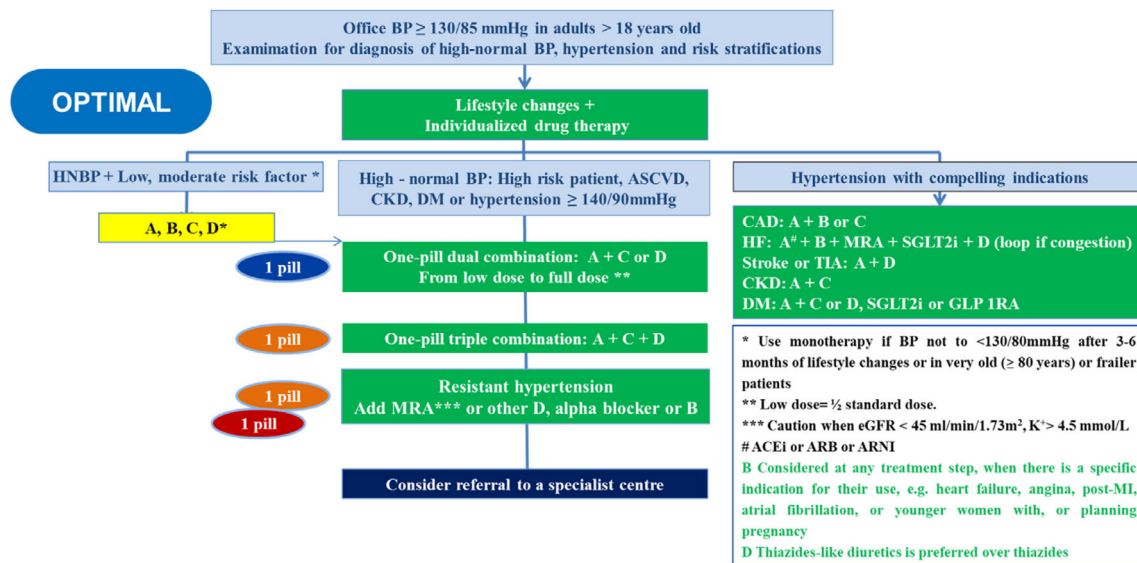 Office BP ≥ 130/85 mmHg in adults > 18 years old
Examimation for diagnosis of high-normal BP, hypertension and risk stratifications
OPTIMAL
Lifestyle changes +
Individualized drug therapy
HNBP + Low, moderate risk factor *
A, B, C, D*
High - normal BP: High risk patient, ASCVD,
CKD, DM or hypertension ≥ 140/90mmHg
1 pill
One-pill dual combination: A + C or D
From low dose to full dose **
1 pill
One-pill triple combination: A + C + D
1 pill
1 pill
Resistant hypertension
Add MRA*** or other D, alpha blocker or B
Consider referral to a specialist centre
Hypertension with compelling indications
CAD: A + B or C
HF: A# + B + MRA + SGLT2i + D (loop if congestion)
Stroke or TIA: A + D
CKD: A + C
DM: A + C or D, SGLT2i or GLP 1RA
* Use monotherapy if BP not to <130/80mmHg after 3-6
months of lifestyle changes or in very old (≥ 80 years) or frailer
patients
** Low dose= ½ standard dose.
*** Caution when eGFR < 45 ml/min/1.73m², K⁺> 4.5 mmol/L
# ACEi or ARB or ARNI
B Considered at any treatment step, when there is a specific
indication for their use, e.g. heart failure, angina, post-MI,
atrial fibrillation, or younger women with, or planning
pregnancy
D Thiazides-like diuretics is preferred over thiazides